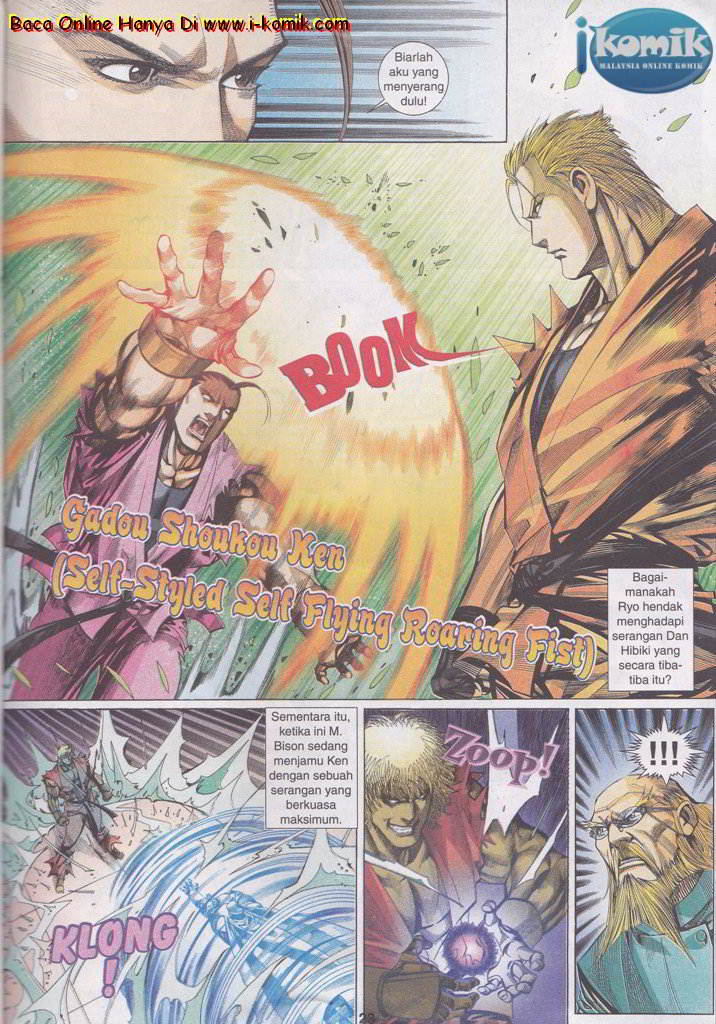 Baca Online Hanya Di www.i-komik.com
ikomik
MALAYSIA ONLINE KOMIK
Biarlah
aku yang
menyerang
dulu!
BOOM
Gadou Shoukou Ken
(Self-Styled Self Flying Roaring Fist)
Bagai-
manakah
Ryo hendak
menghadapi
serangan Dan
Hibiki yang
secara tiba-
tiba itu?
Sementara itu,
ketika ini M.
Bison sedang
menjamu Ken
dengan sebuah
serangan yang
berkuasa
maksimum.
KLONG
!
Zoop!
!!!
28